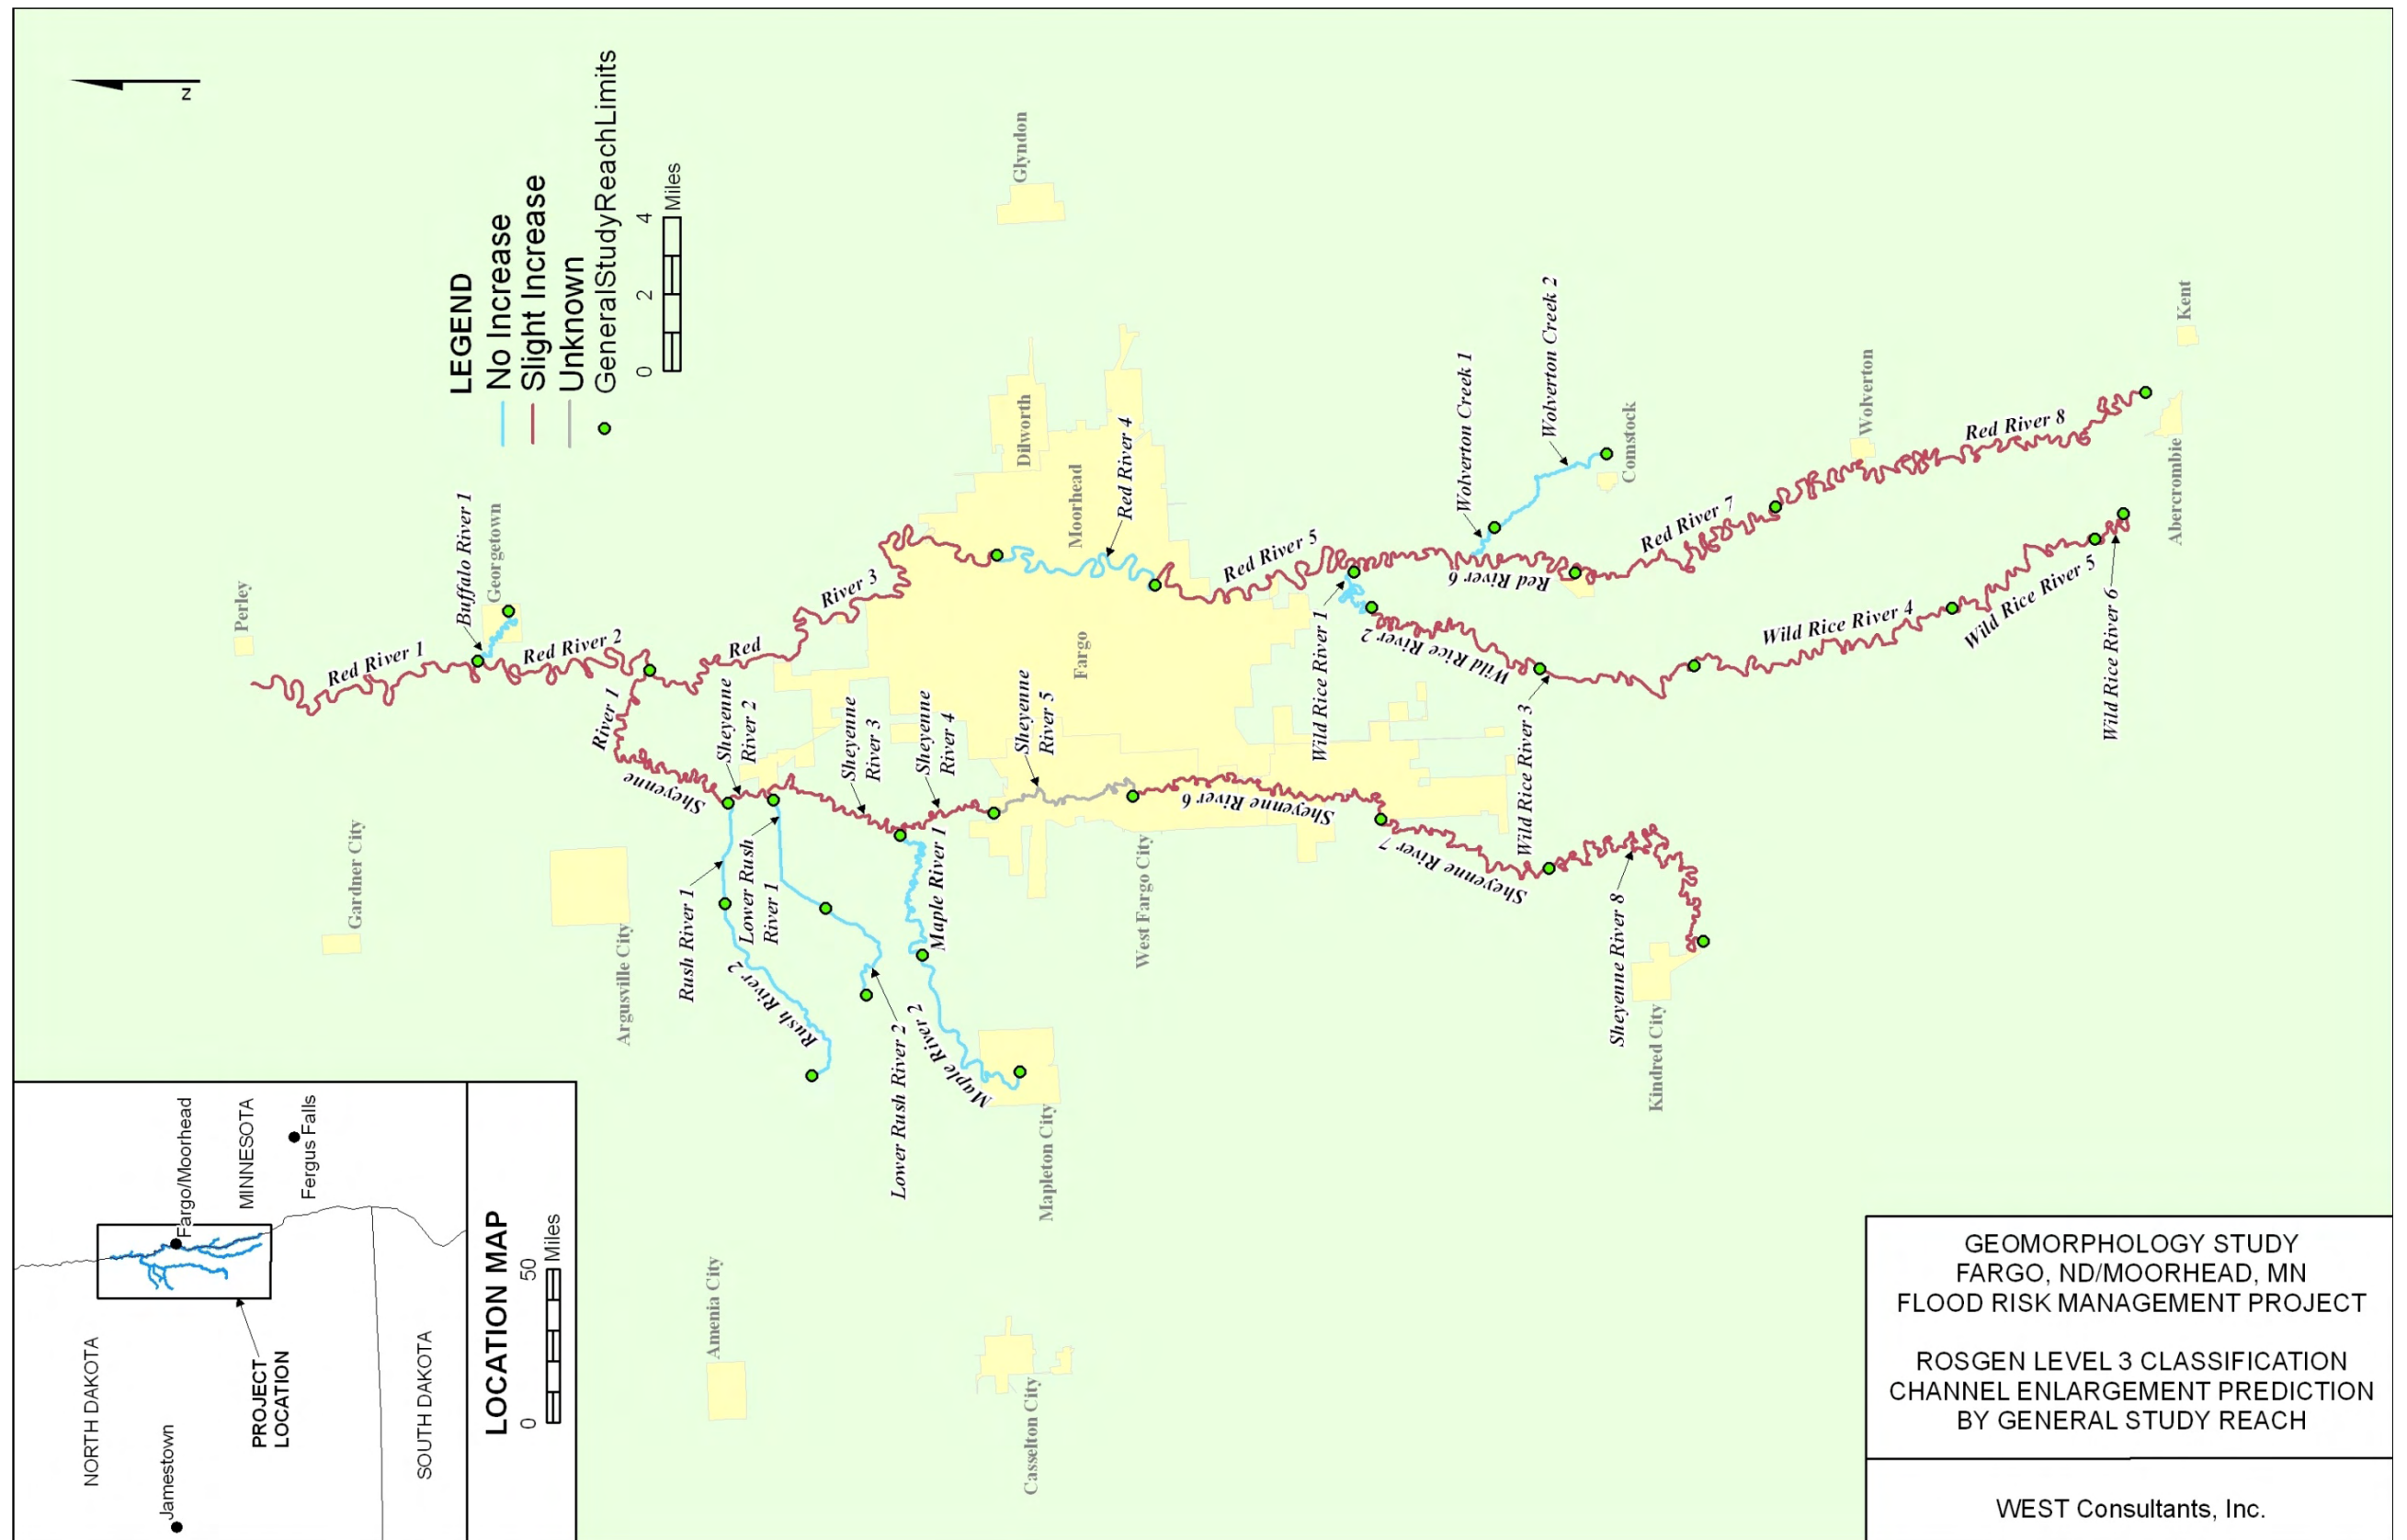 N
LEGEND
No Increase
Slight Increase
Unknown
GeneralStudyReachLimits
0 2 4
Miles
Perley
Georgetown
Buffalo River 1
Red River 1
Red River 2
Red
River 3
River 1
Sheyenne
Sheyenne
River 2
Sheyenne
River 3
Sheyenne
River 4
Sheyenne
River 5
Sheyenne River 6
Sheyenne River 7
Sheyenne River 8
Rush River 1
Rush River 2
Lower Rush
River 1
Lower Rush River 2
Maple River 1
Maple River 2
Gardner City
Argusville City
Amenia City
Casselton City
Mapleton City
West Fargo City
Kindred City
Fargo
Moorhead
Dilworth
Glyndon
Red River 4
Red River 5
Red River 6
Red River 7
Red River 8
Wolverton Creek 1
Wolverton Creek 2
Comstock
Wolverton
Kent
Abercrombie
Wild Rice River 1
Wild Rice River 2
Wild Rice River 3
Wild Rice River 4
Wild Rice River 5
Wild Rice River 6
NORTH DAKOTA
SOUTH DAKOTA
MINNESOTA
Fargo/Moorhead
Fergus Falls
Jamestown
PROJECT
LOCATION
LOCATION MAP
0 50
Miles
GEOMORPHOLOGY STUDY
FARGO, ND/MOORHEAD, MN
FLOOD RISK MANAGEMENT PROJECT
ROSGEN LEVEL 3 CLASSIFICATION
CHANNEL ENLARGEMENT PREDICTION
BY GENERAL STUDY REACH
WEST Consultants, Inc.